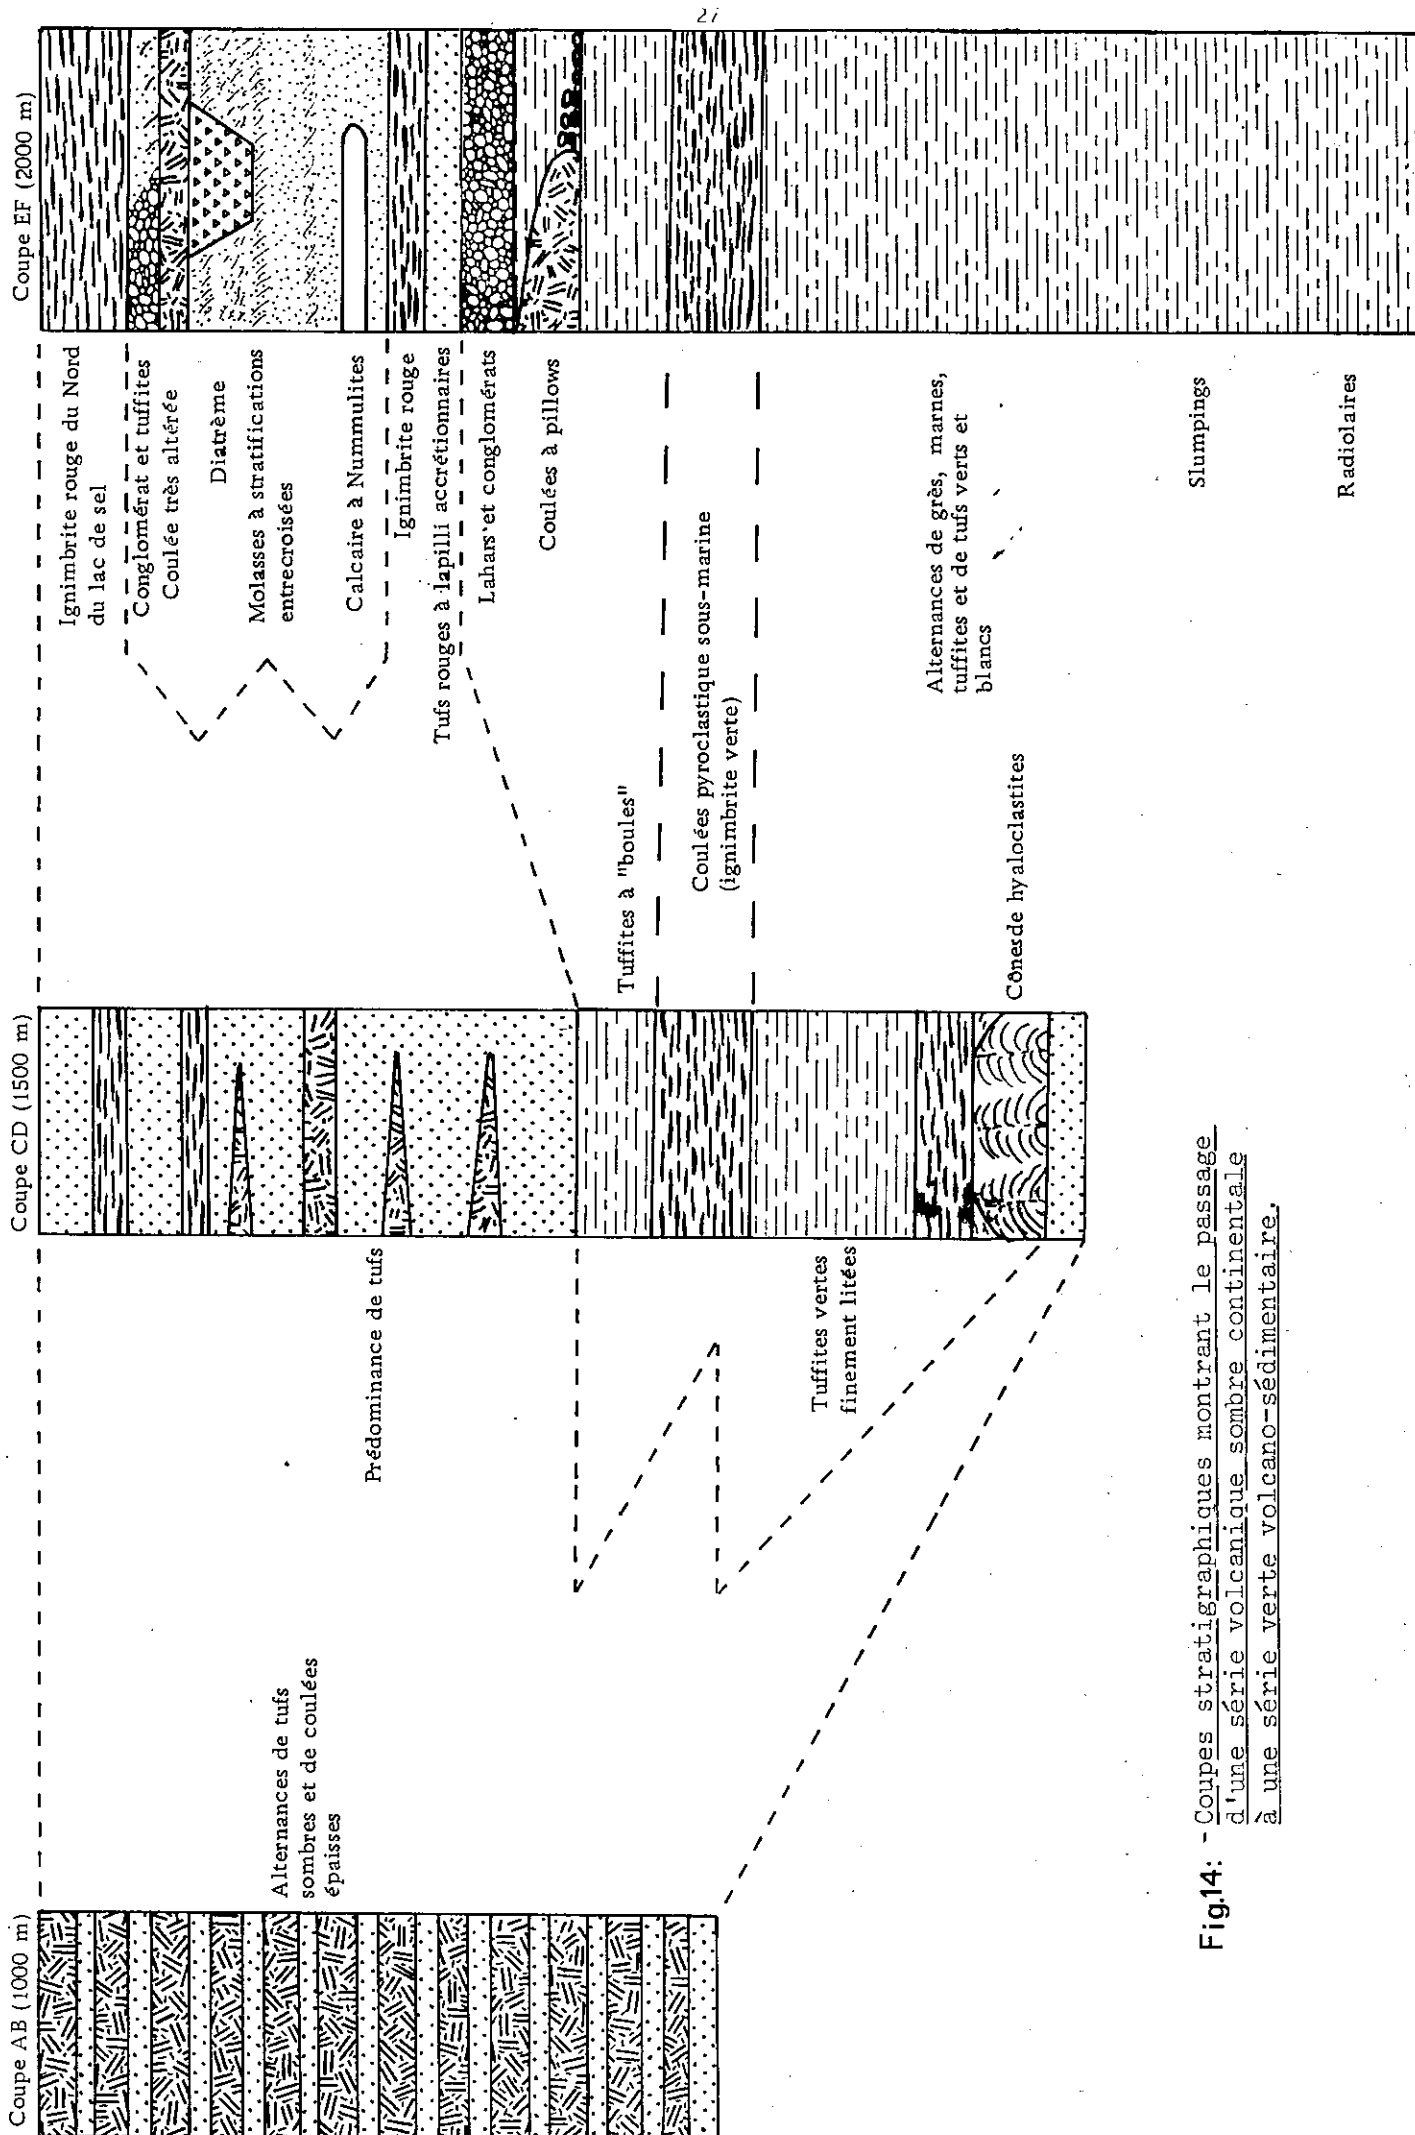 27
Coupe AB (1000 m)
Coupe CD (1500 m)
Coupe EF (2000 m)
Alternances de tufs
sombres et de coulées
épaisses
Prédominance de tufs
Tuffites vertes
finement litées
Tuffites à "boules"
Coulées pyroclastique sous-marine
(ignimbrite verte)
Cônes de hyaloclastites
Ignimbrite rouge du Nord
du lac de sel
Conglomérat et tuffites
Coulée très altérée
Diatrème
Molasses à stratifications
entrecroisées
Calcaire à Nummulites
Ignimbrite rouge
Tufs rouges à lapilli accrétionnaires
Lahars et conglomérats
Coulées à pillows
Alternances de grès, marnes,
tuffites et de tufs verts et
blancs
Slumpings
Radiolaires
Fig.14: - Coupes stratigraphiques montrant le passage
d'une série volcanique sombre continentale
à une série verte volcano-sédimentaire.